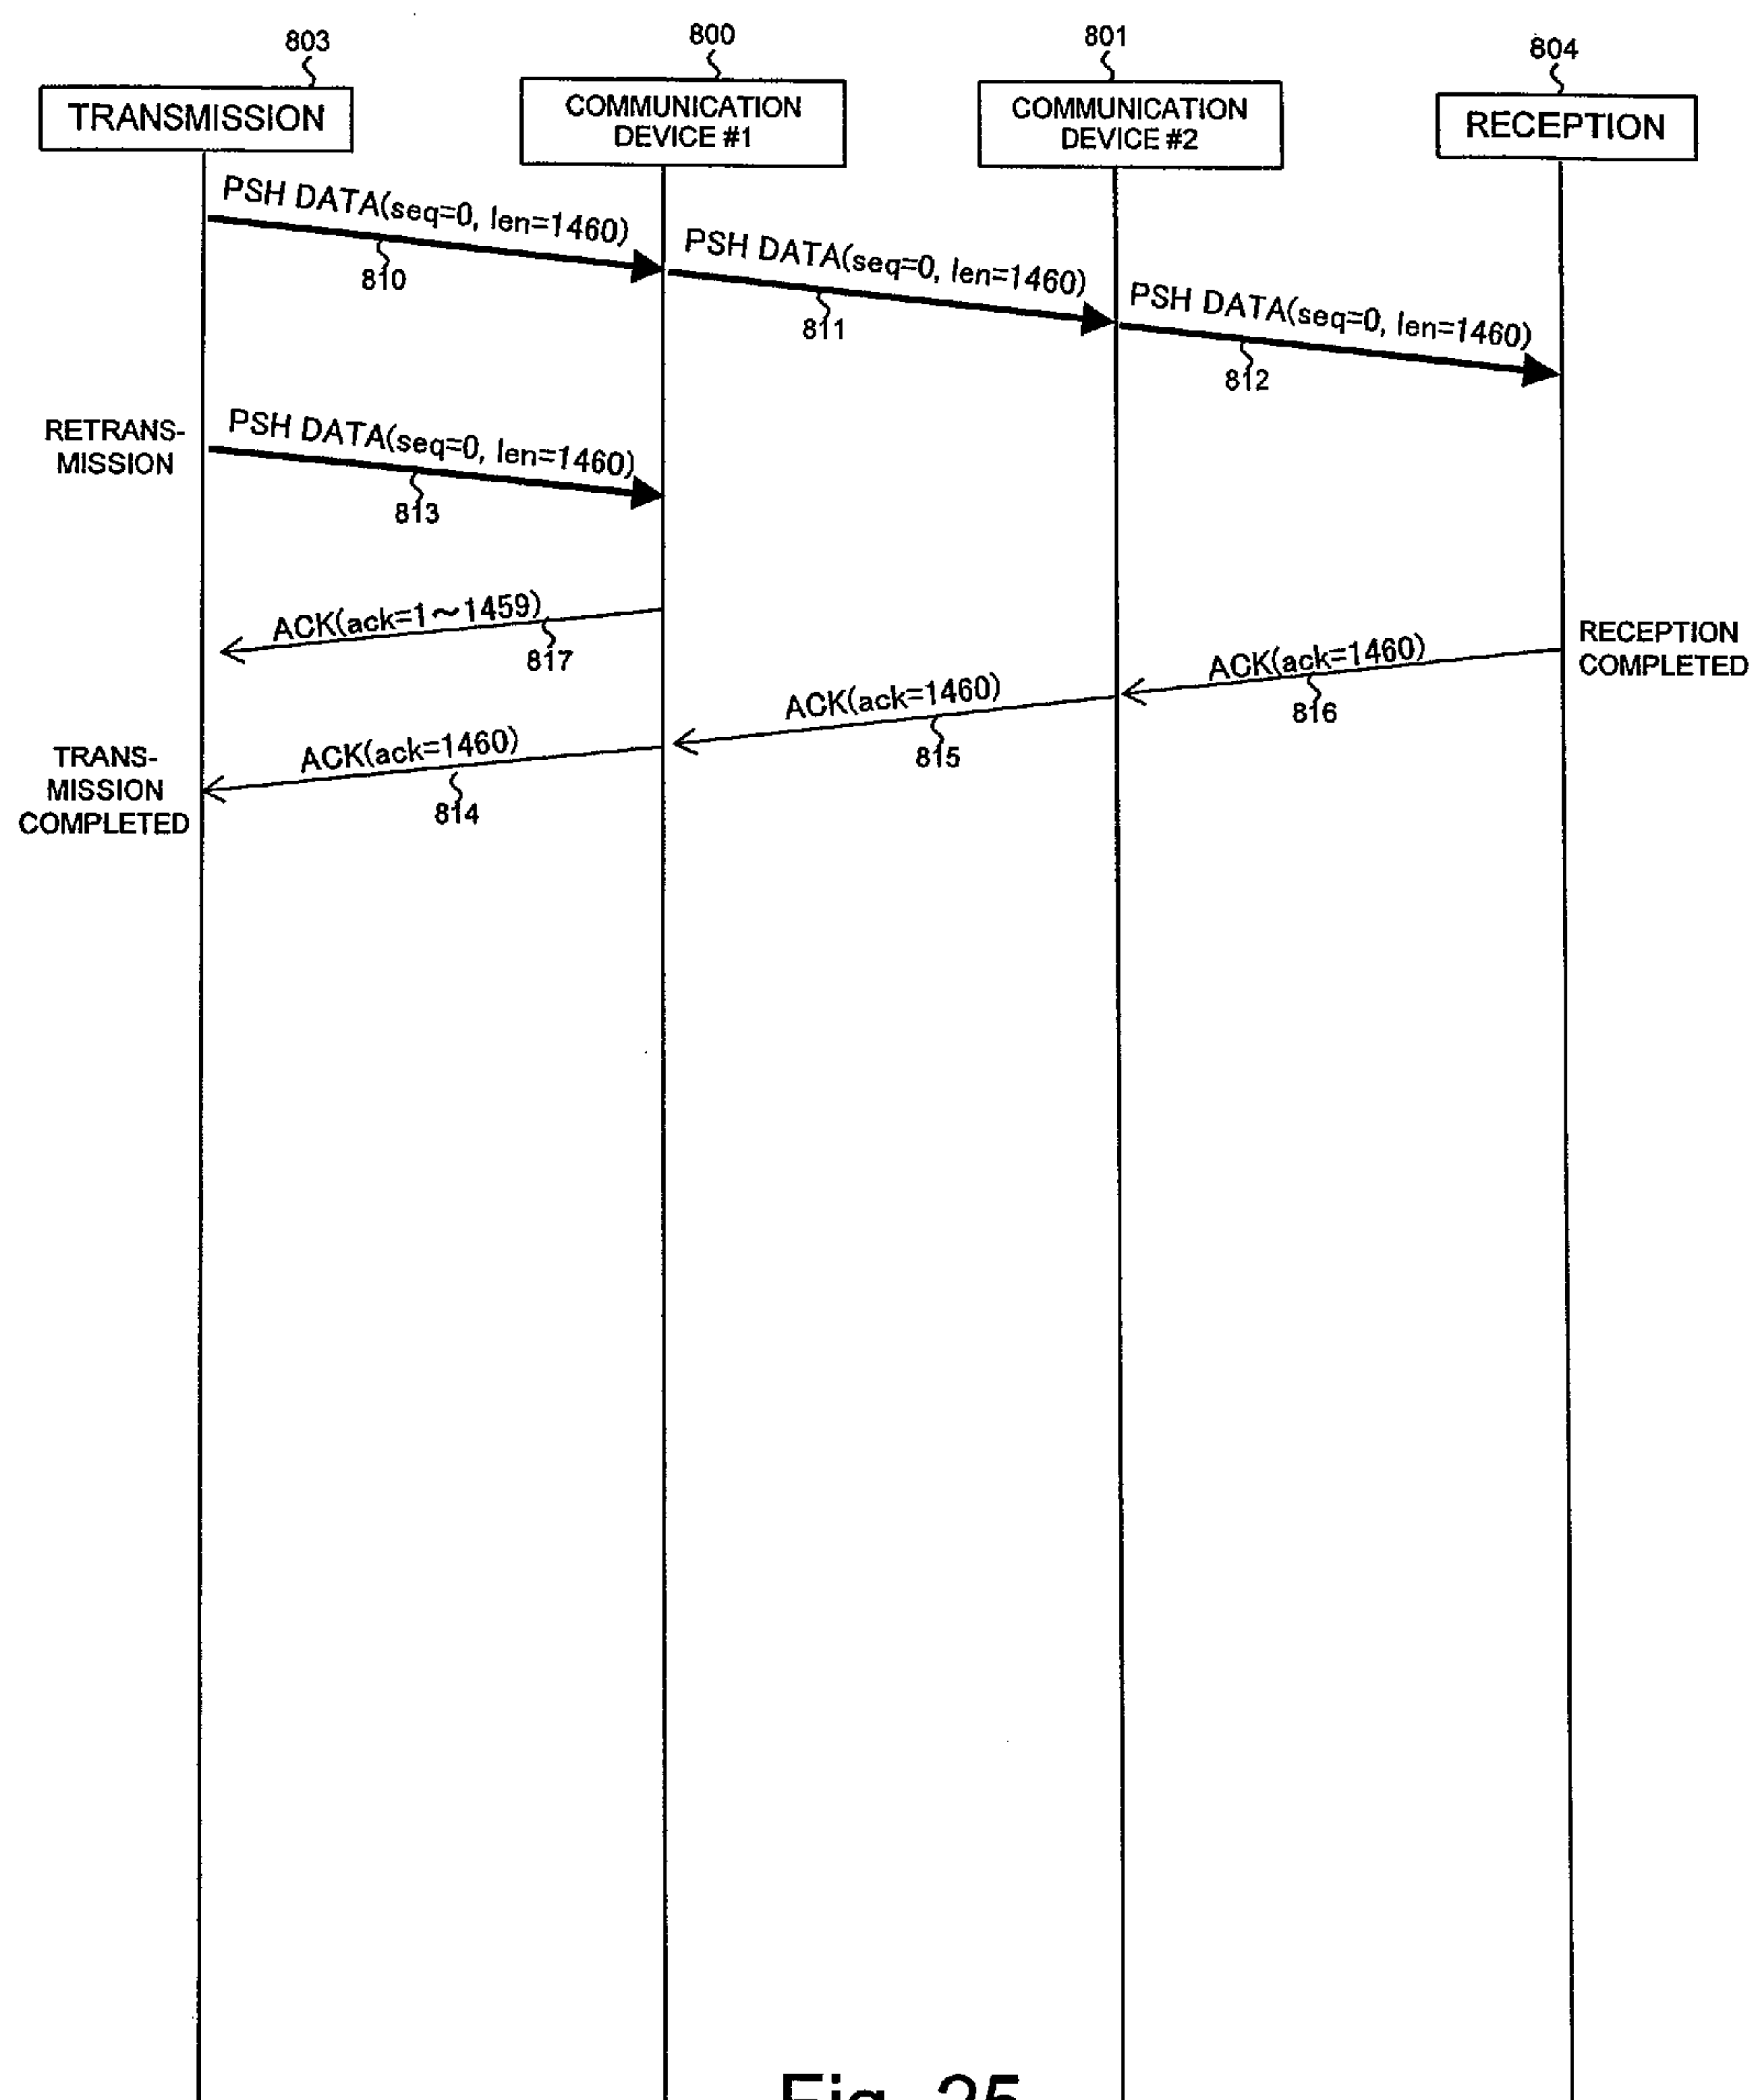 803
800
801
804
TRANSMISSION
COMMUNICATION
DEVICE #1
COMMUNICATION
DEVICE #2
RECEPTION
PSH DATA(seq=0, len=1460)
810
PSH DATA(seq=0, len=1460)
811
PSH DATA(seq=0, len=1460)
812
RETRANS-
MISSION
PSH DATA(seq=0, len=1460)
813
ACK(ack=1～1459)
817
RECEPTION
COMPLETED
ACK(ack=1460)
816
ACK(ack=1460)
815
TRANS-
MISSION
COMPLETED
ACK(ack=1460)
814
Fig. 25